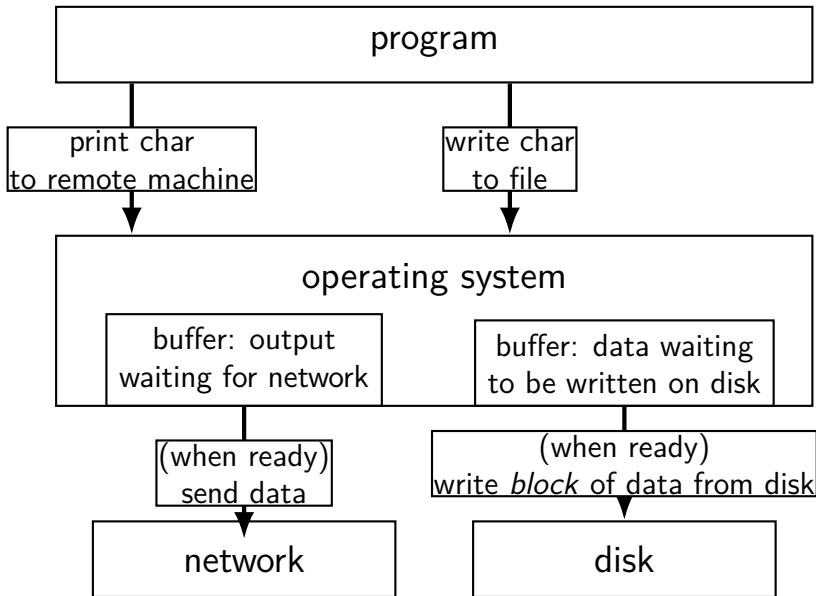 program
print char
to remote machine
write char
to file
operating system
buffer: output
waiting for network
buffer: data waiting
to be written on disk
(when ready)
send data
(when ready)
write block of data from disk
network
disk